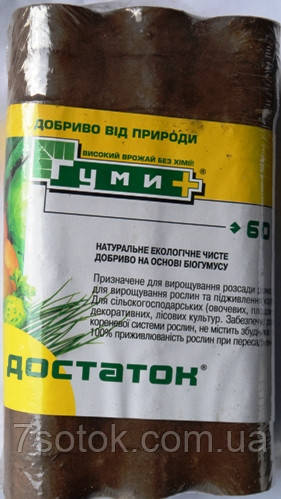 ДОБРИВО ВІД ПРИРОДИ
ВИСОКИЙ ВРОЖАЙ БЕЗ ХІМІЇ!
Гуми+®
60
НАТУРАЛЬНЕ ЕКОЛОГІЧНЕ ЧИСТЕ
ДОБРИВО НА ОСНОВІ БІОГУМУСУ
Призначене для вирощування розсади
для вирощування рослин та підживлення
Для сільськогосподарських (овочевих,
декоративних, лісових культур. Забезпечує
кореневої системи рослин, не містить
100% приживлюваність рослин при
ДОСТАТОК®
7sotok.com.ua